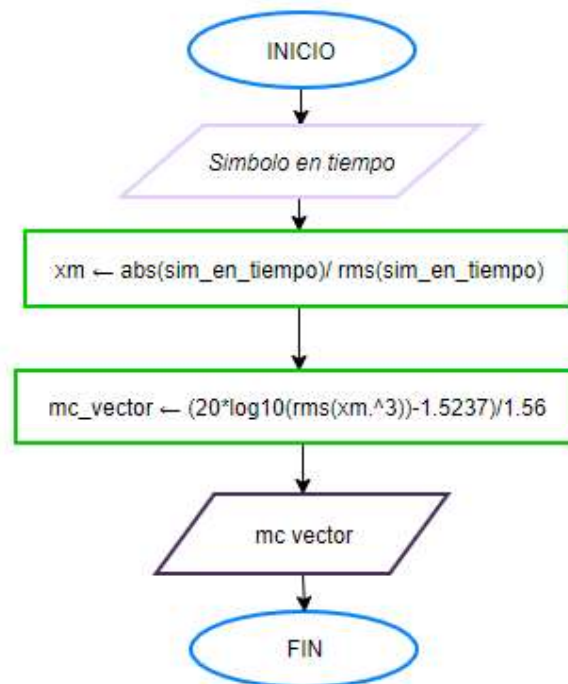 INICIO
Simbolo en tiempo
xm ← abs(sim_en_tiempo)/ rms(sim_en_tiempo)
mc_vector ← (20*log10(rms(xm.^3))-1.5237)/1.56
mc vector
FIN